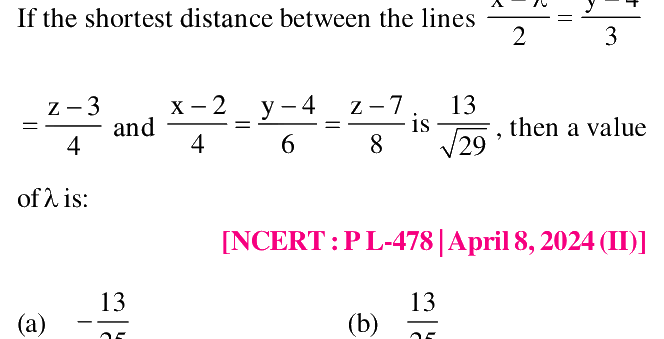 If the shortest distance between the lines (x − λ)/2 = (y − 4)/3
= (z − 3)/4 and (x − 2)/4 = (y − 4)/6 = (z − 7)/8 is 13/√29, then a value
of λ is:
[NCERT : P L-478 | April 8, 2024 (II)]
(a) −13/ (b) 13/